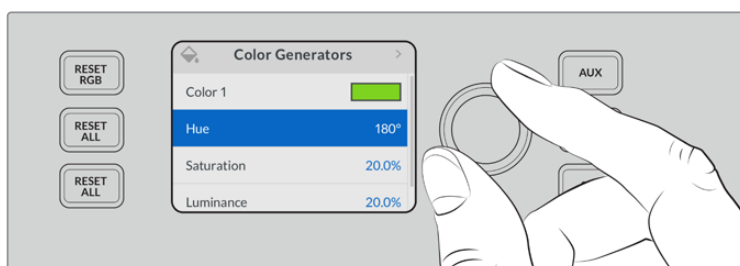 RESET
RGB
RESET
ALL
RESET
ALL
Color Generators
Color 1
Hue 180°
Saturation 20.0%
Luminance 20.0%
AUX